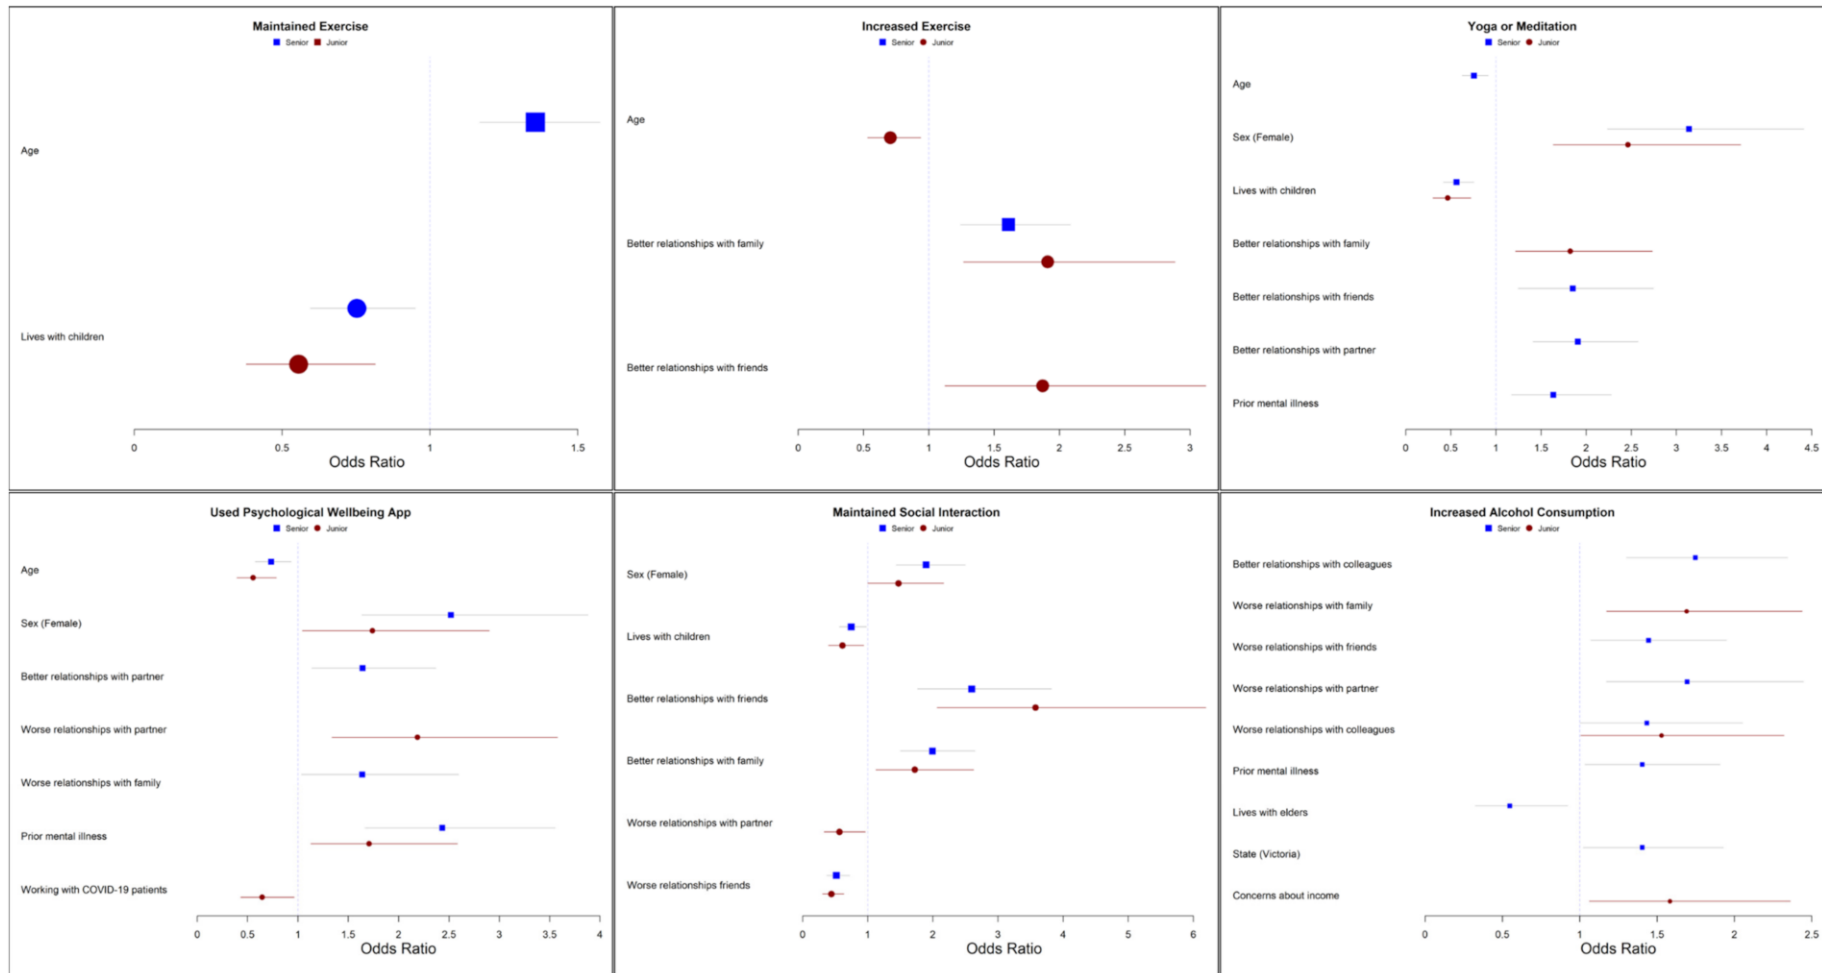 Maintained Exercise
Senior Junior
Age
Lives with children
0 0.5 1 1.5
Odds Ratio
Increased Exercise
Senior Junior
Age
Better relationships with family
Better relationships with friends
0 0.5 1 1.5 2 2.5 3
Odds Ratio
Yoga or Meditation
Senior Junior
Age
Sex (Female)
Lives with children
Better relationships with family
Better relationships with friends
Better relationships with partner
Prior mental illness
0 0.5 1 1.5 2 2.5 3 3.5 4 4.5
Odds Ratio
Used Psychological Wellbeing App
Senior Junior
Age
Sex (Female)
Better relationships with partner
Worse relationships with partner
Worse relationships with family
Prior mental illness
Working with COVID-19 patients
0 0.5 1 1.5 2 2.5 3 3.5 4
Odds Ratio
Maintained Social Interaction
Senior Junior
Sex (Female)
Lives with children
Better relationships with friends
Better relationships with family
Worse relationships with partner
Worse relationships friends
0 1 2 3 4 5 6
Odds Ratio
Increased Alcohol Consumption
Senior Junior
Better relationships with colleagues
Worse relationships with family
Worse relationships with friends
Worse relationships with partner
Worse relationships with colleagues
Prior mental illness
Lives with elders
State (Victoria)
Concerns about income
0 0.5 1 1.5 2 2.5
Odds Ratio